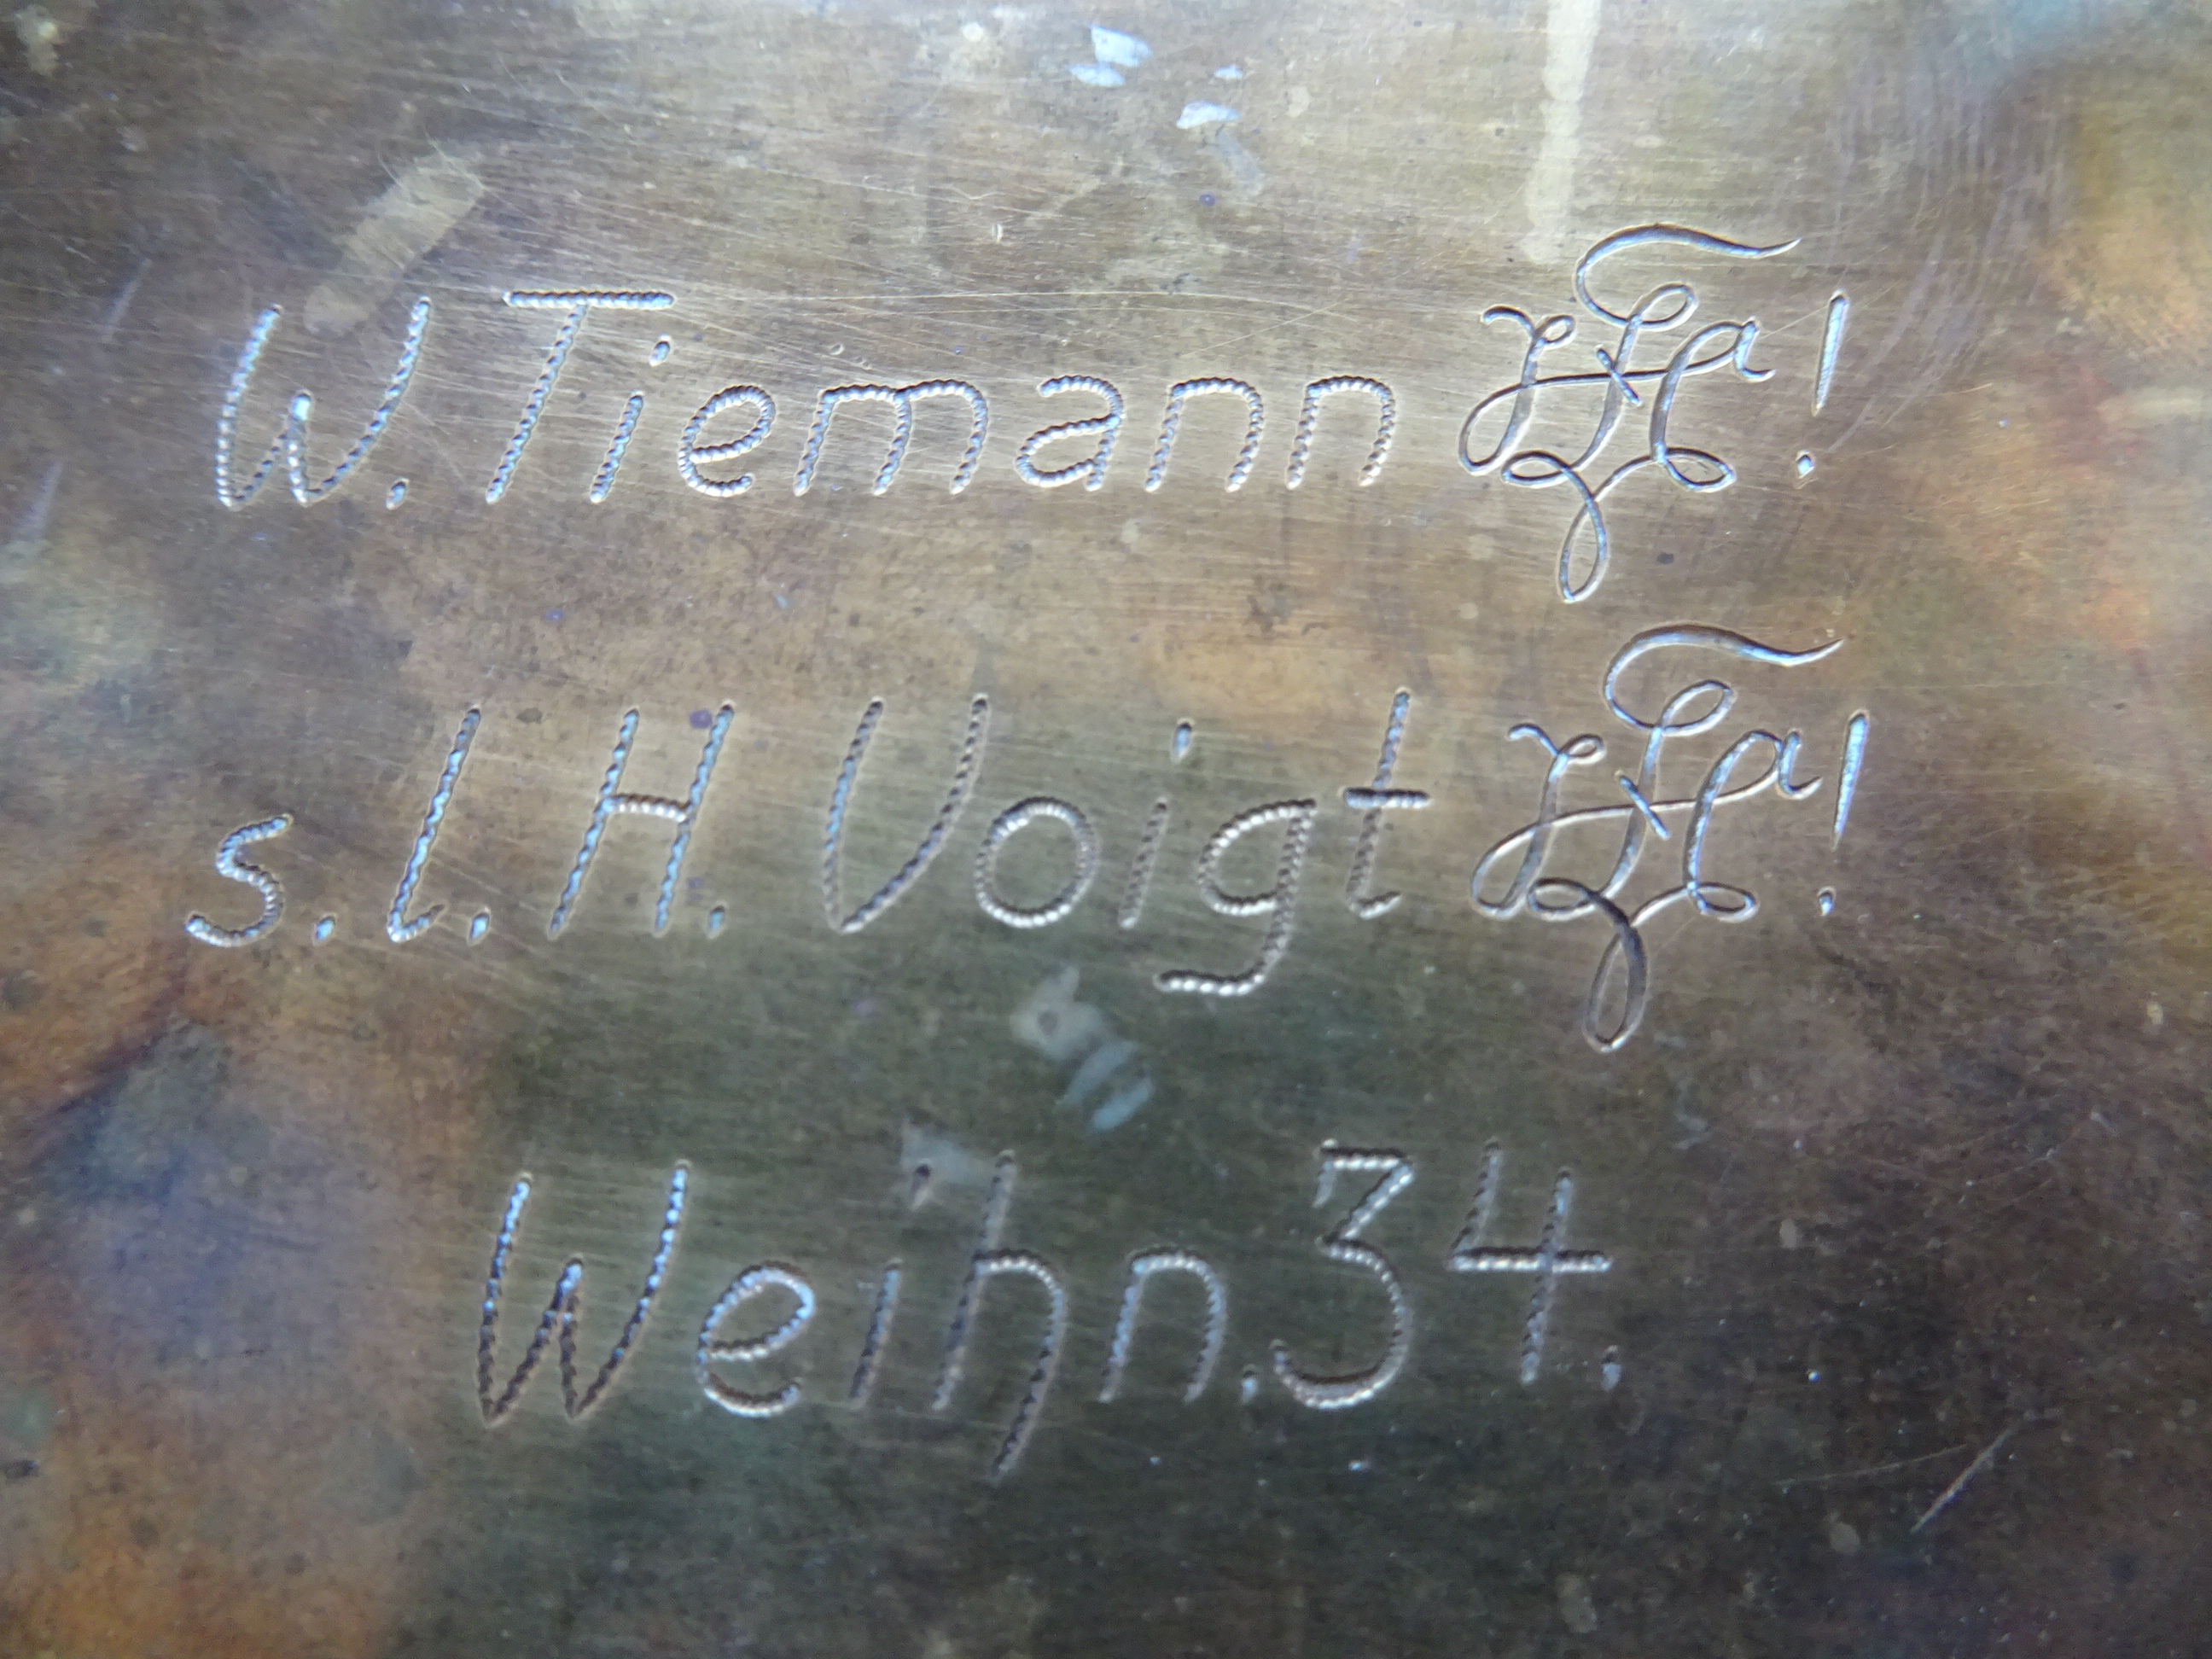 W. Tiemann !
s. l. H. Voigt !
Weihn. 34.